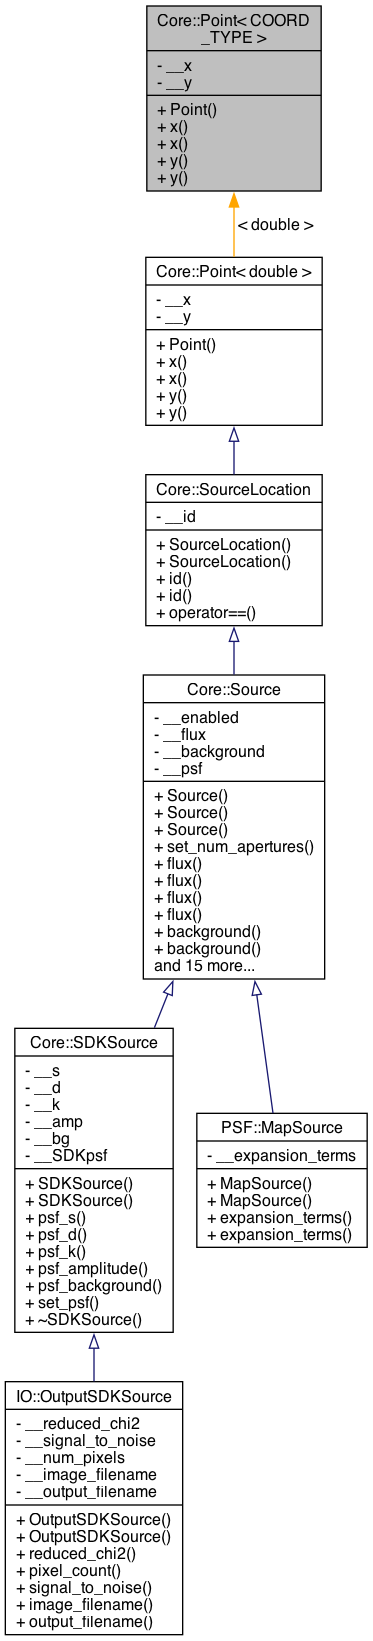 Core::Point< COORD
_TYPE >
- __x
- __y
+ Point()
+ x()
+ x()
+ y()
+ y()
< double >
Core::Point< double >
- __x
- __y
+ Point()
+ x()
+ x()
+ y()
+ y()
Core::SourceLocation
- __id
+ SourceLocation()
+ SourceLocation()
+ id()
+ id()
+ operator==()
Core::Source
- __enabled
- __flux
- __background
- __psf
+ Source()
+ Source()
+ Source()
+ set_num_apertures()
+ flux()
+ flux()
+ flux()
+ flux()
+ background()
+ background()
and 15 more...
Core::SDKSource
- __s
- __d
- __k
- __amp
- __bg
- __SDKpsf
+ SDKSource()
+ SDKSource()
+ psf_s()
+ psf_d()
+ psf_k()
+ psf_amplitude()
+ psf_background()
+ set_psf()
+ ~SDKSource()
PSF::MapSource
- __expansion_terms
+ MapSource()
+ MapSource()
+ expansion_terms()
+ expansion_terms()
IO::OutputSDKSource
- __reduced_chi2
- __signal_to_noise
- __num_pixels
- __image_filename
- __output_filename
+ OutputSDKSource()
+ OutputSDKSource()
+ reduced_chi2()
+ pixel_count()
+ signal_to_noise()
+ image_filename()
+ output_filename()